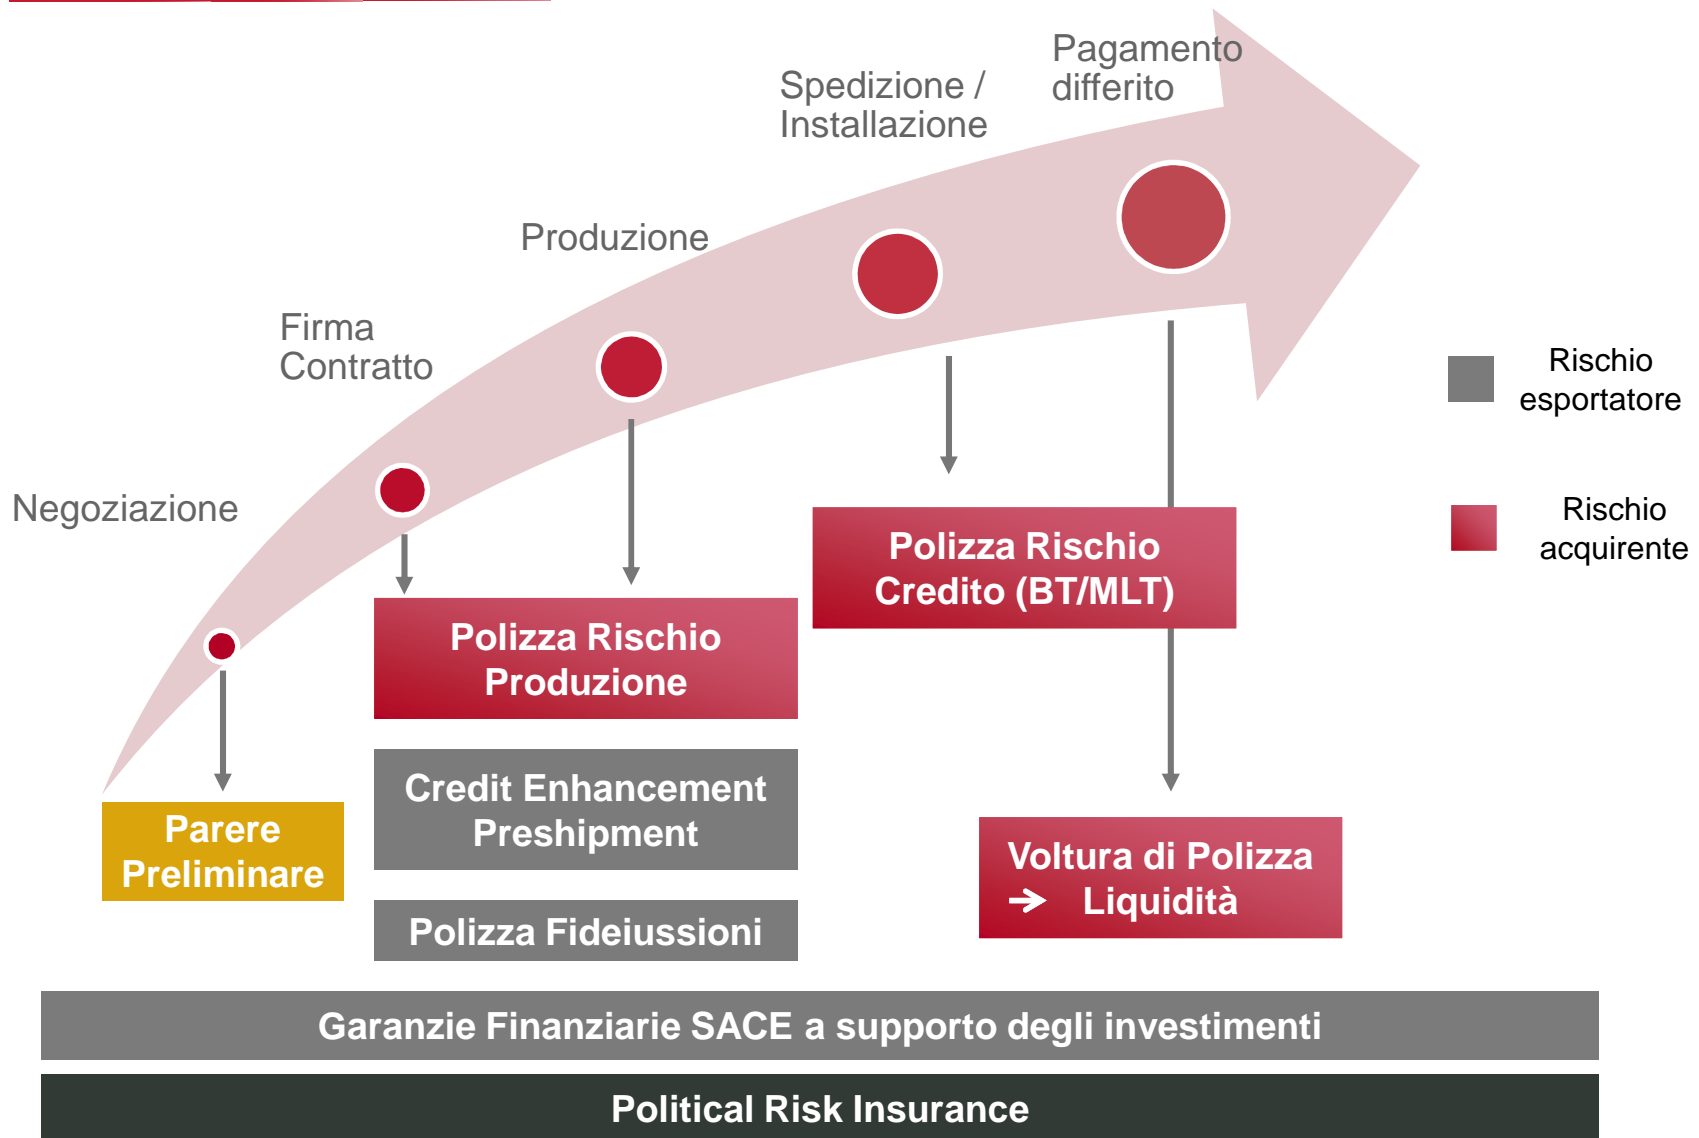 Pagamento
differito
Spedizione /
Installazione
Produzione
Firma
Contratto
Negoziazione
Rischio
esportatore
Rischio
acquirente
Polizza Rischio
Credito (BT/MLT)
Polizza Rischio
Produzione
Credit Enhancement
Preshipment
Parere
Preliminare
Voltura di Polizza
→ Liquidità
Polizza Fideiussioni
Garanzie Finanziarie SACE a supporto degli investimenti
Political Risk Insurance